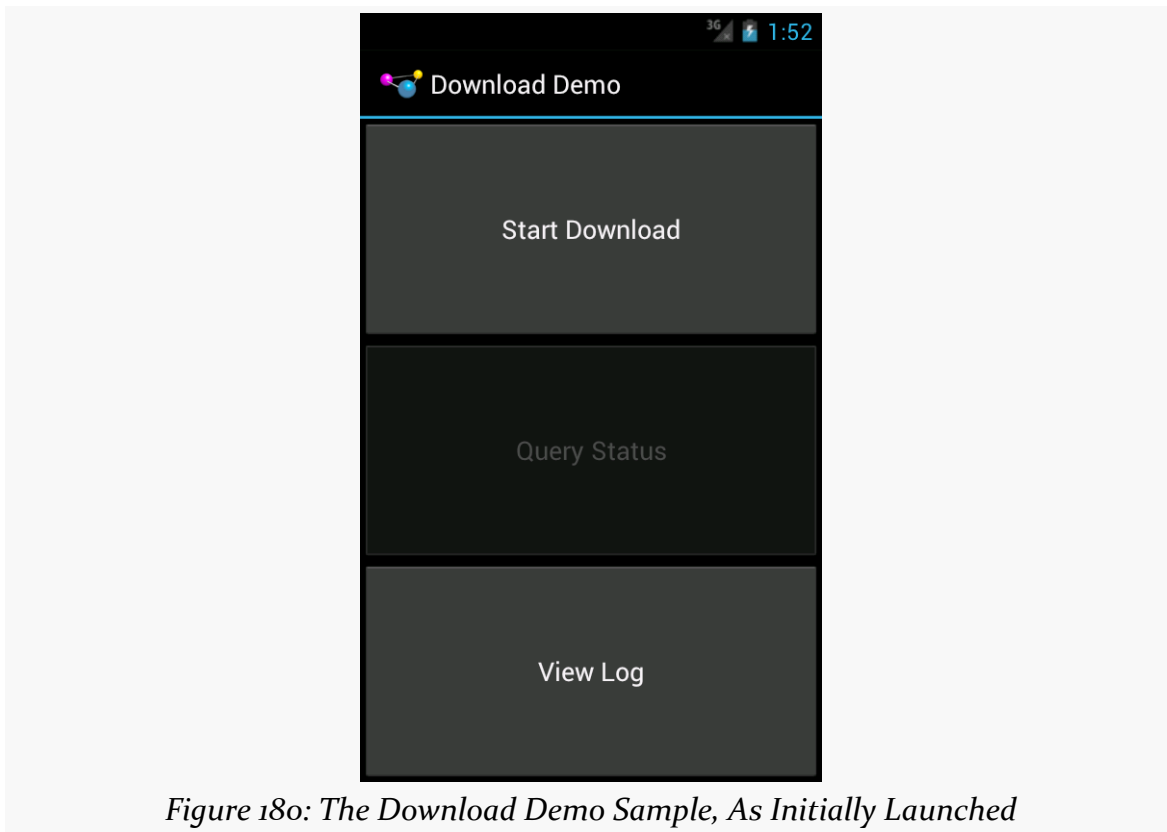 3G 1:52
Download Demo
Start Download
Query Status
View Log
Figure 180: The Download Demo Sample, As Initially Launched